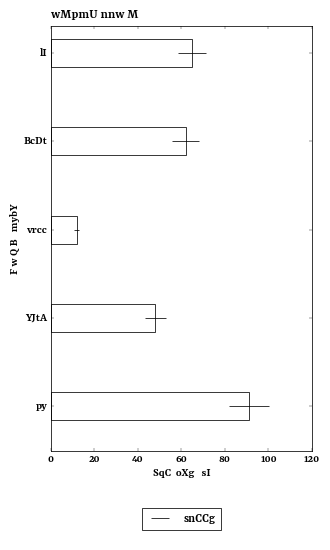 wMpmU nnw M
lI
BcDt
vrcc
YJtA
py
F w Q B mybY
0 20 40 60 80 100 120
SqC oXg sI
snCCg